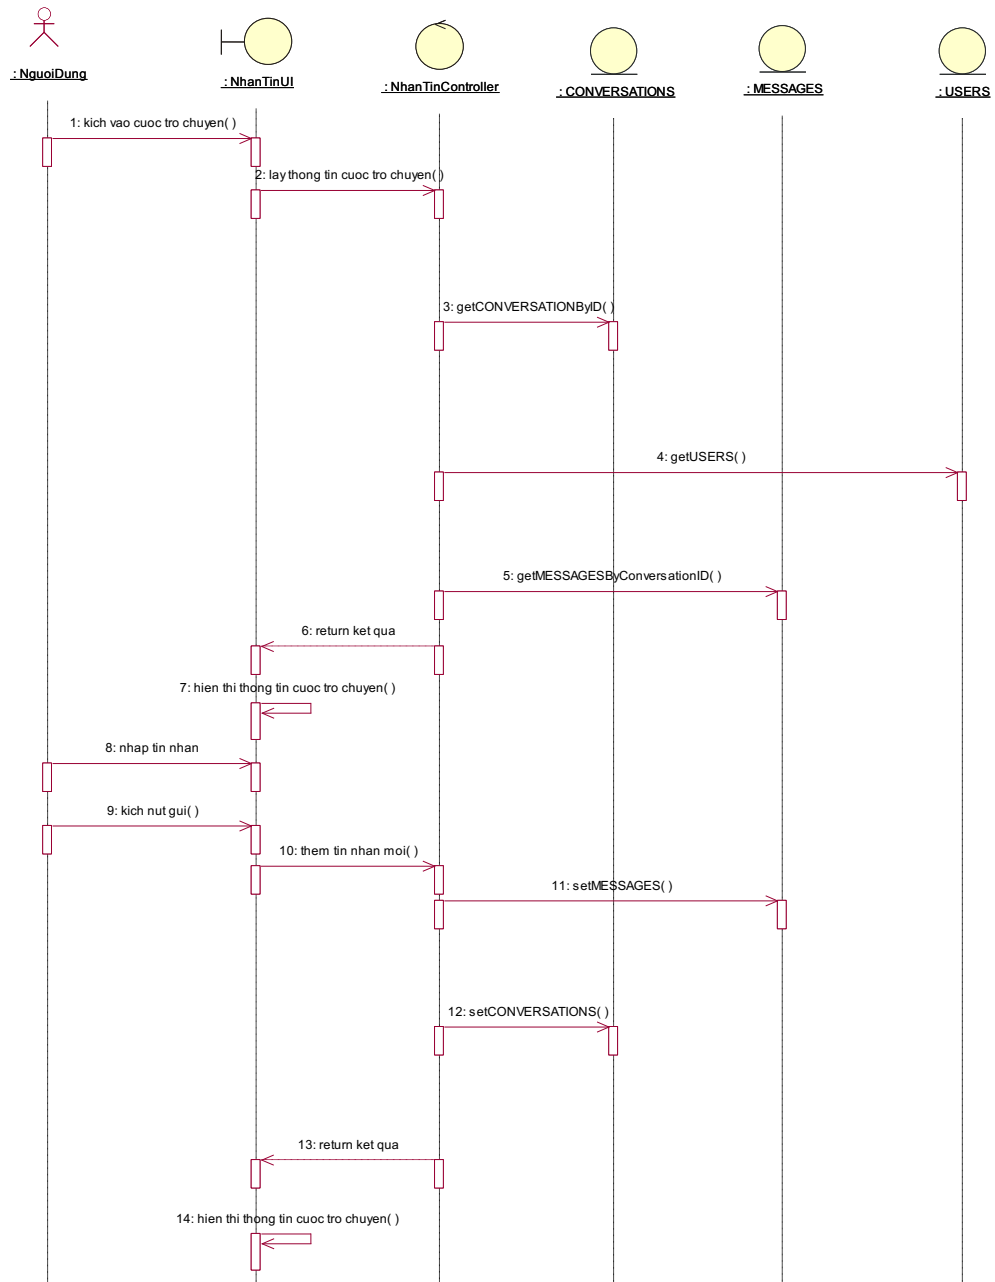 : NguoiDung
: NhanTinUI
: NhanTinController
: CONVERSATIONS
: MESSAGES
: USERS
1: kich vao cuoc tro chuyen( )
2: lay thong tin cuoc tro chuyen( )
3: getCONVERSATIONByID( )
4: getUSERS( )
5: getMESSAGESByConversationID( )
6: return ket qua
7: hien thi thong tin cuoc tro chuyen( )
8: nhap tin nhan
9: kich nut gui( )
10: them tin nhan moi( )
11: setMESSAGES( )
12: setCONVERSATIONS( )
13: return ket qua
14: hien thi thong tin cuoc tro chuyen( )